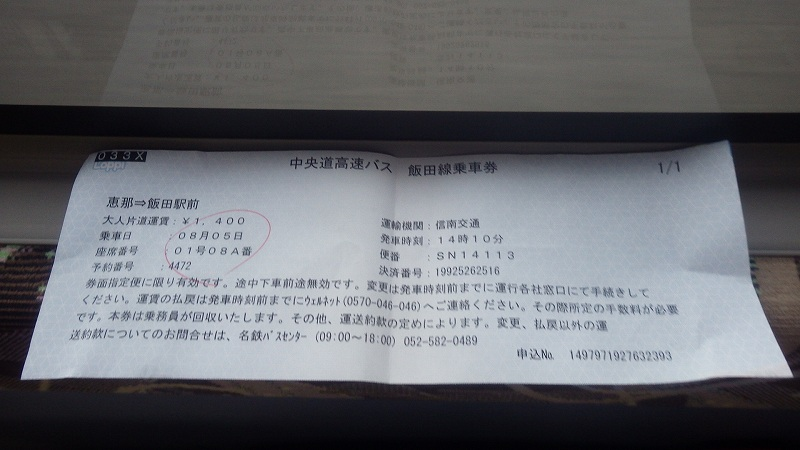 033X
Loppi
中央道高速バス 飯田線乗車券
1/1
恵那⇒飯田駅前
大人片道運賃:¥1,400
乗車日 :08月05日
座席番号 :01号08A番
予約番号 :4472
運輸機関:信南交通
発車時刻:14時10分
便番 :SN14113
決済番号:19925262516
券面指定便に限り有効です。途中下車前途無効です。変更は発車時刻前までに運行各社窓口にて手続きして
ください。運賃の払戻は発車時刻前までにウェルネット(0570-046-046)へご連絡ください。その際所定の手数料が必要
です。本券は乗務員が回収いたします。その他、運送約款の定めによります。変更、払戻以外の運
送約款についてのお問合せは、名鉄バスセンター (09:00～18:00) 052-582-0489
申込No. 1497971927632393